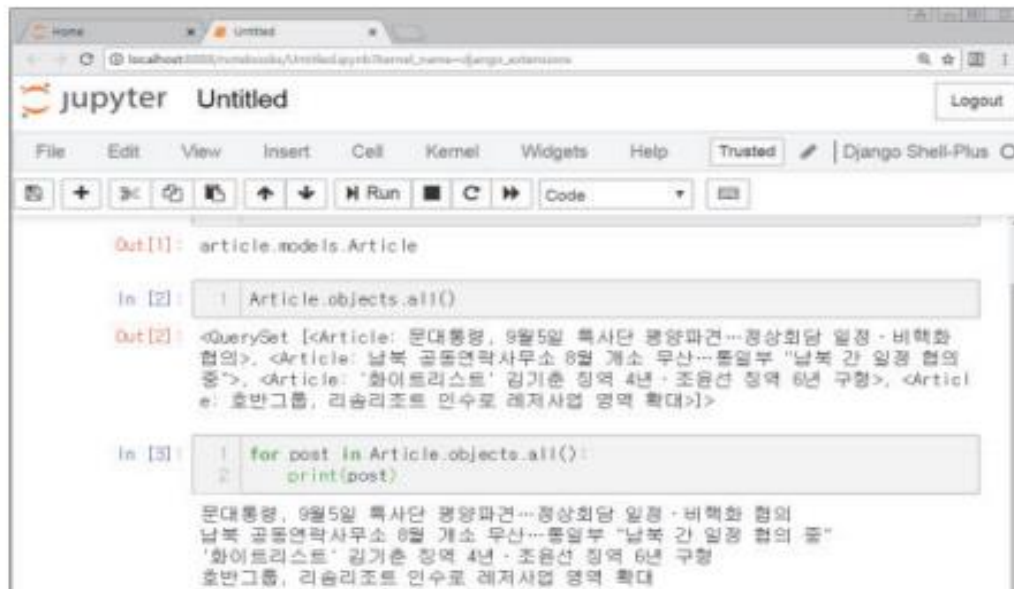 Home
Untitled
localhost:8888/notebooks/Untitled.ipynb?kernel_name=django_extensions
jupyter Untitled
Logout
File Edit View Insert Cell Kernel Widgets Help Trusted Django Shell-Plus
Run Code
Out[1]: article.models.Article
In [2]: 1 Article.objects.all()
Out[2]: <QuerySet [<Article: 문대통령, 9월5일 특사단 평양파견…정상회담 일정·비핵화
협의>, <Article: 남북 공동연락사무소 8월 개소 무산…통일부 "남북 간 일정 협의
중">, <Article: '화이트리스트' 김기춘 징역 4년·조윤선 징역 6년 구형>, <Articl
e: 호반그룹, 리솜리조트 인수로 레저사업 영역 확대>]>
In [3]: 1 for post in Article.objects.all():
2 print(post)
문대통령, 9월5일 특사단 평양파견…정상회담 일정·비핵화 협의
남북 공동연락사무소 8월 개소 무산…통일부 "남북 간 일정 협의 중"
'화이트리스트' 김기춘 징역 4년·조윤선 징역 6년 구형
호반그룹, 리솜리조트 인수로 레저사업 영역 확대